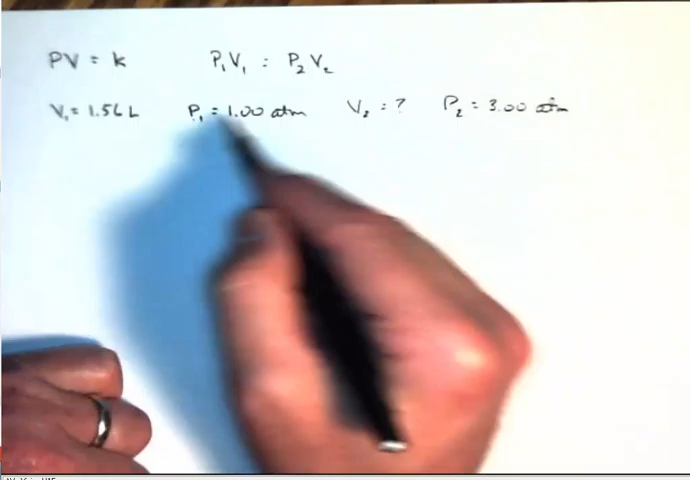 PV = k P₁V₁ = P₂V₂
V₁ = 1.56 L P₁ = 1.00 atm V₂ = ? P₂ = 3.00 atm